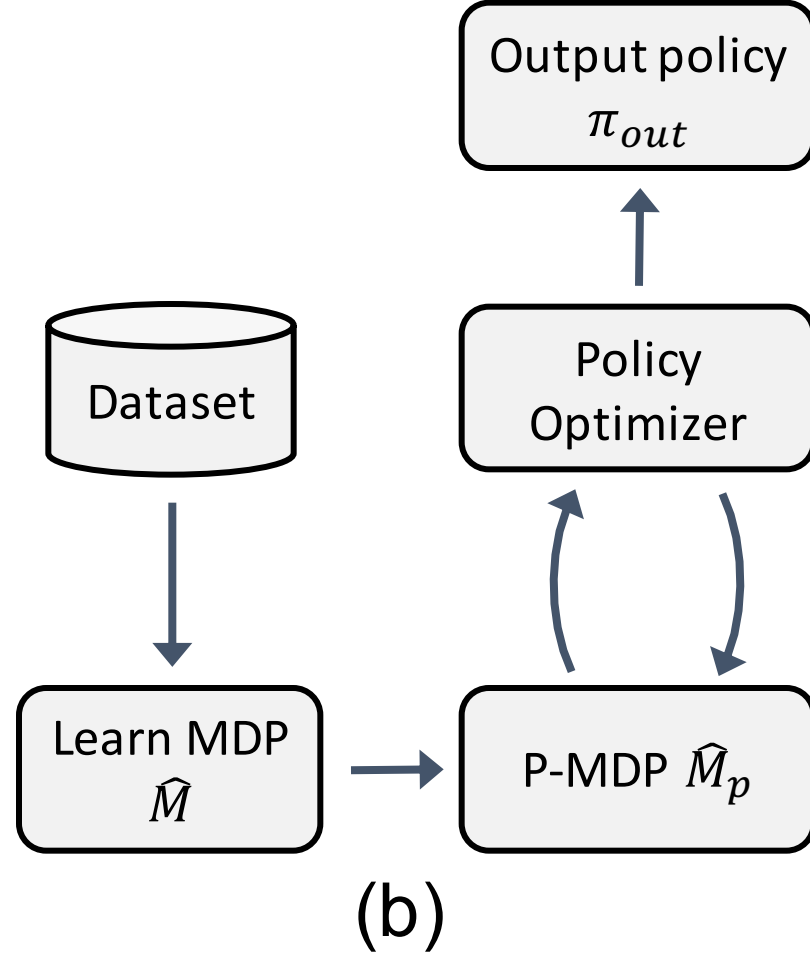 Output policy
π_out
Dataset
Policy
Optimizer
Learn MDP
M̂
P-MDP M̂_p
(b)